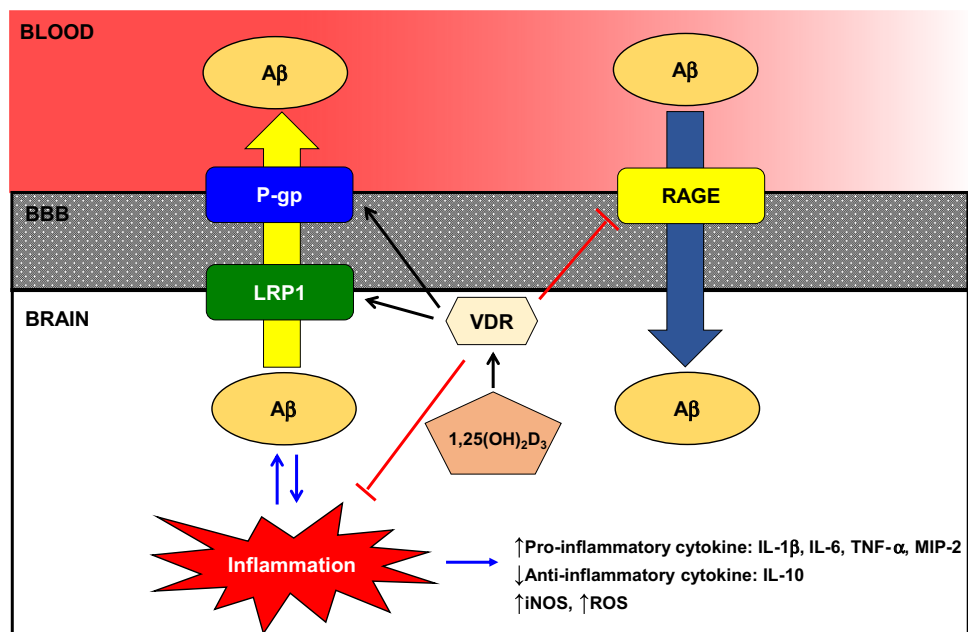 BLOOD
Aβ
Aβ
P-gp
RAGE
BBB
LRP1
BRAIN
VDR
Aβ
Aβ
1,25(OH)₂D₃
Inflammation
↑Pro-inflammatory cytokine: IL-1β, IL-6, TNF-α, MIP-2
↓Anti-inflammatory cytokine: IL-10
↑iNOS, ↑ROS